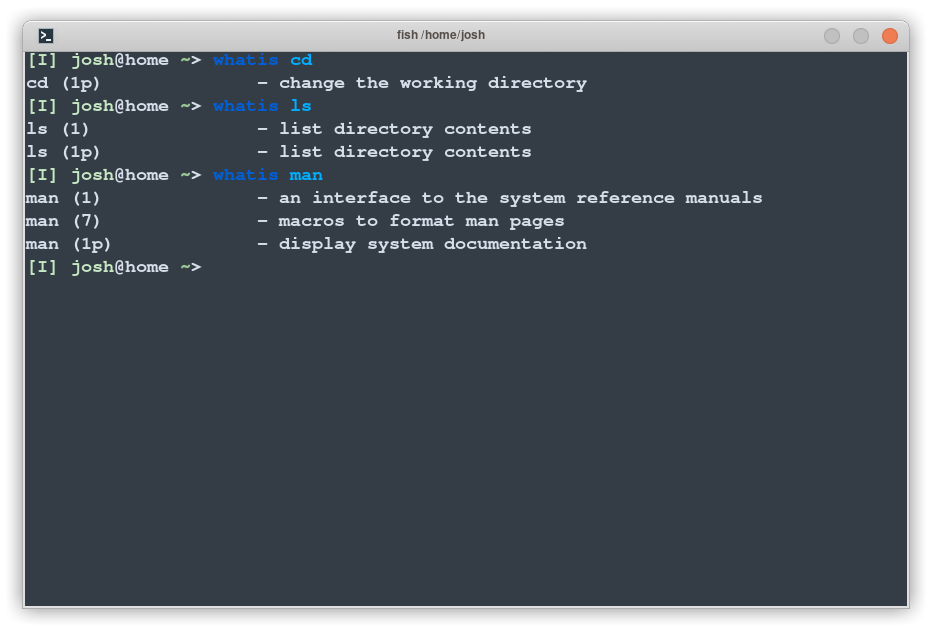 fish /home/josh
[I] josh@home ~> whatis cd
cd (1p)              - change the working directory
[I] josh@home ~> whatis ls
ls (1)               - list directory contents
ls (1p)              - list directory contents
[I] josh@home ~> whatis man
man (1)              - an interface to the system reference manuals
man (7)              - macros to format man pages
man (1p)             - display system documentation
[I] josh@home ~>